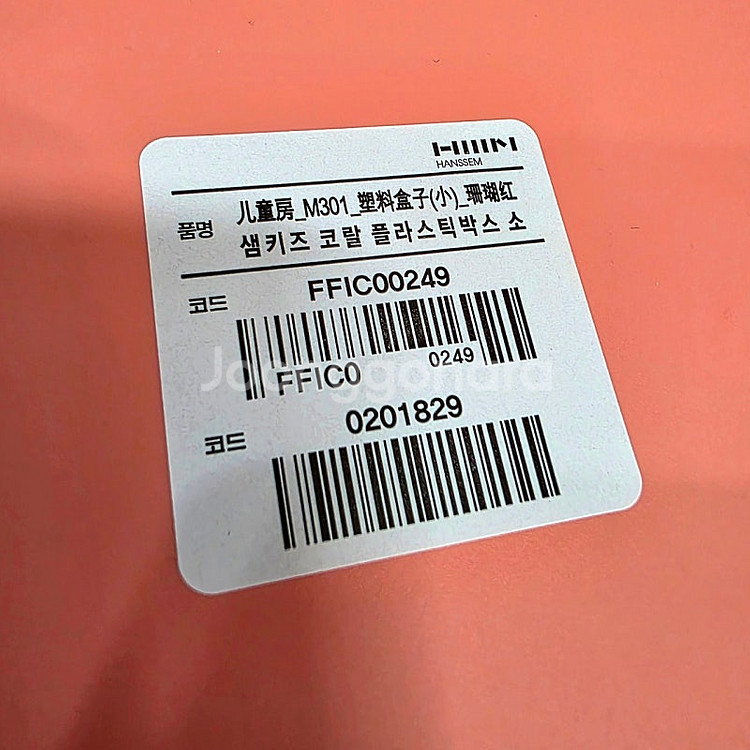 HANSSEM
품명
儿童房_M301_塑料盒子(小)_珊瑚红
샘키즈 코랄 플라스틱박스 소
코드
FFIC00249
FFIC0 0249
코드
0201829
Joonggonara